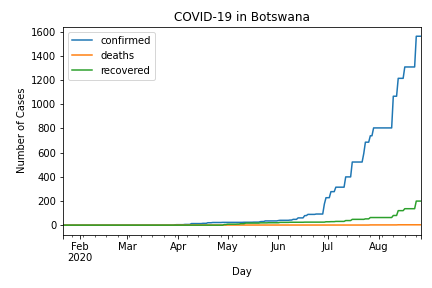 COVID-19 in Botswana
confirmed
deaths
recovered
Number of Cases
1600
1400
1200
1000
800
600
400
200
0
Feb
2020
Mar
Apr
May
Jun
Jul
Aug
Day